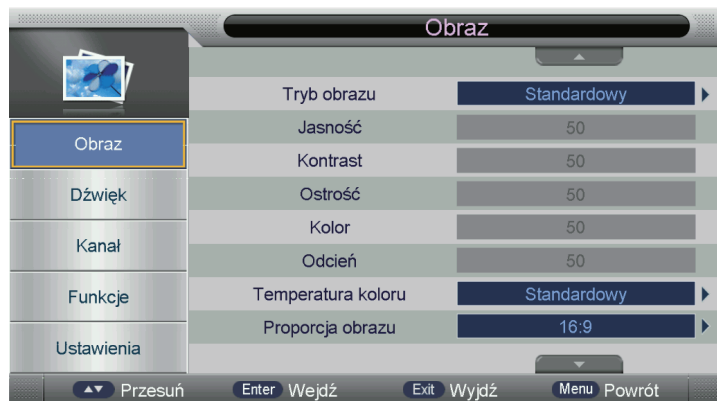 Obraz
Tryb obrazu Standardowy
Jasność 50
Obraz
Kontrast 50
Dźwięk
Ostrość 50
Kolor 50
Kanał
Odcień 50
Funkcje
Temperatura koloru Standardowy
Proporcja obrazu 16:9
Ustawienia
Przesuń Enter Wejdź Exit Wyjdź Menu Powrót